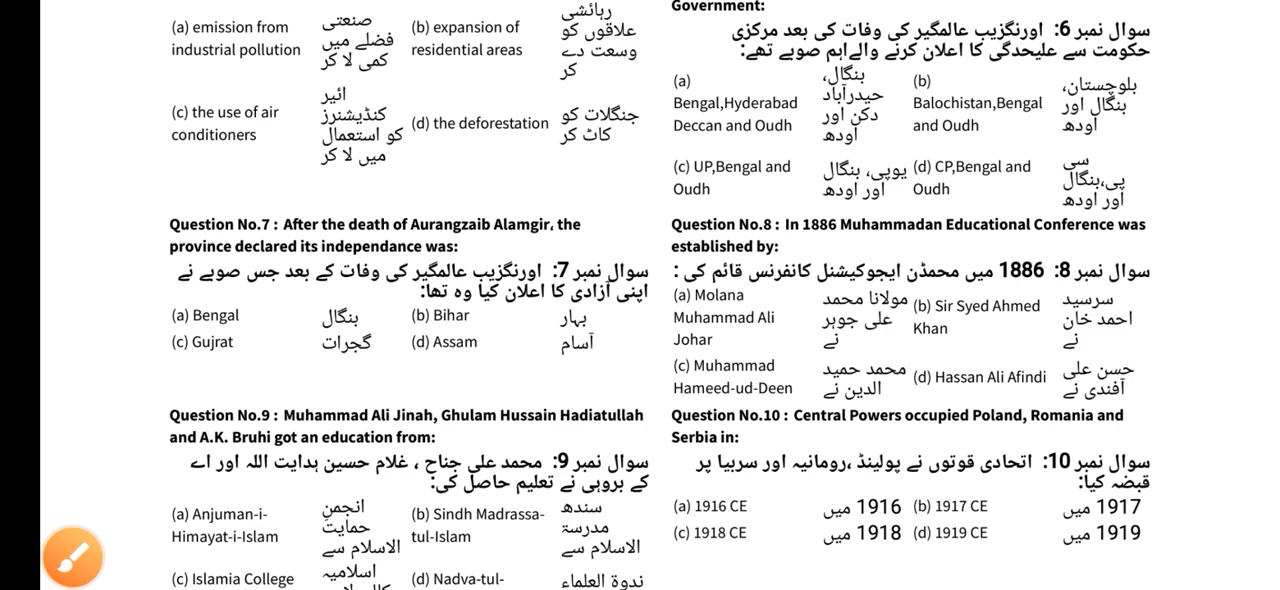 (a) emission from
industrial pollution
صنعتی
فضلے میں
کمی لا کر
(b) expansion of
residential areas
رہائشی
علاقوں کو
وسعت دے
کر
(c) the use of air
conditioners
ائیر
کنڈیشنرز
کو استعمال
میں لا کر
(d) the deforestation
جنگلات کو
کاٹ کر
Government:
سوال نمبر 6: اورنگزیب عالمگیر کی وفات کی بعد مرکزی
حکومت سے علیحدگی کا اعلان کرنے والےاہم صوبے تھے:
(a)
Bengal,Hyderabad
Deccan and Oudh
بنگال،
حیدرآباد
دکن اور
اودھ
(b)
Balochistan,Bengal
and Oudh
بلوچستان،
بنگال اور
اودھ
(c) UP,Bengal and
Oudh
یوپی، بنگال
اور اودھ
(d) CP,Bengal and
Oudh
سی
پی،بنگال
اور اودھ
Question No.7 : After the death of Aurangzaib Alamgir، the
province declared its independance was:
سوال نمبر 7: اورنگزیب عالمگیر کی وفات کے بعد جس صوبے نے
اپنی آزادی کا اعلان کیا وہ تھا:
(a) Bengal
بنگال
(b) Bihar
بہار
(c) Gujrat
گجرات
(d) Assam
آسام
Question No.8 : In 1886 Muhammadan Educational Conference was
established by:
سوال نمبر 8: 1886 میں محمڈن ایجوکیشنل کانفرنس قائم کی :
(a) Molana
Muhammad Ali
Johar
مولانا محمد
علی جوہر
نے
(b) Sir Syed Ahmed
Khan
سرسید
احمد خان
نے
(c) Muhammad
Hameed-ud-Deen
محمد حمید
الدین نے
(d) Hassan Ali Afindi
حسن علی
آفندی نے
Question No.9 : Muhammad Ali Jinah, Ghulam Hussain Hadiatullah
and A.K. Bruhi got an education from:
سوال نمبر 9: محمد علی جناح ، غلام حسین ہدایت اللہ اور اے
کے بروہی نے تعلیم حاصل کی:
(a) Anjuman-i-
Himayat-i-Islam
انجمنِ
حمایت
الاسلام سے
(b) Sindh Madrassa-
tul-Islam
سندھ
مدرسۃ
الاسلام سے
(c) Islamia College
اسلامیہ
(d) Nadva-tul-
ندوۃ العلماء
Question No.10 : Central Powers occupied Poland, Romania and
Serbia in:
سوال نمبر 10: اتحادی قوتوں نے پولینڈ ،رومانیہ اور سربیا پر
قبضہ کیا:
(a) 1916 CE
1916 میں
(b) 1917 CE
1917 میں
(c) 1918 CE
1918 میں
(d) 1919 CE
1919 میں